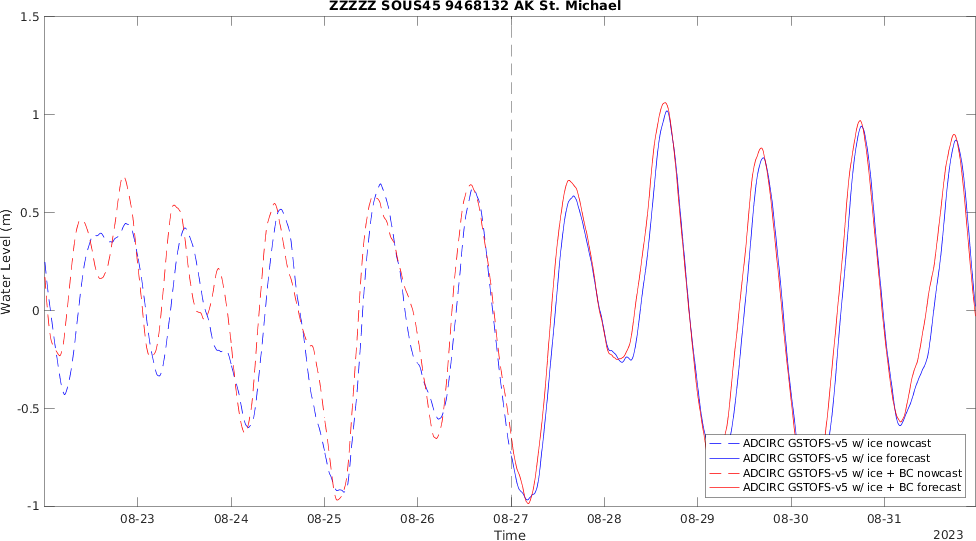 ZZZZZ SOUS45 9468132 AK St. Michael
Water Level (m)
1.5
1
0.5
0
-0.5
-1
08-23 08-24 08-25 08-26 08-27 08-28 08-29 08-30 08-31
Time
2023
ADCIRC GSTOFS-v5 w/ ice nowcast
ADCIRC GSTOFS-v5 w/ ice forecast
ADCIRC GSTOFS-v5 w/ ice + BC nowcast
ADCIRC GSTOFS-v5 w/ ice + BC forecast